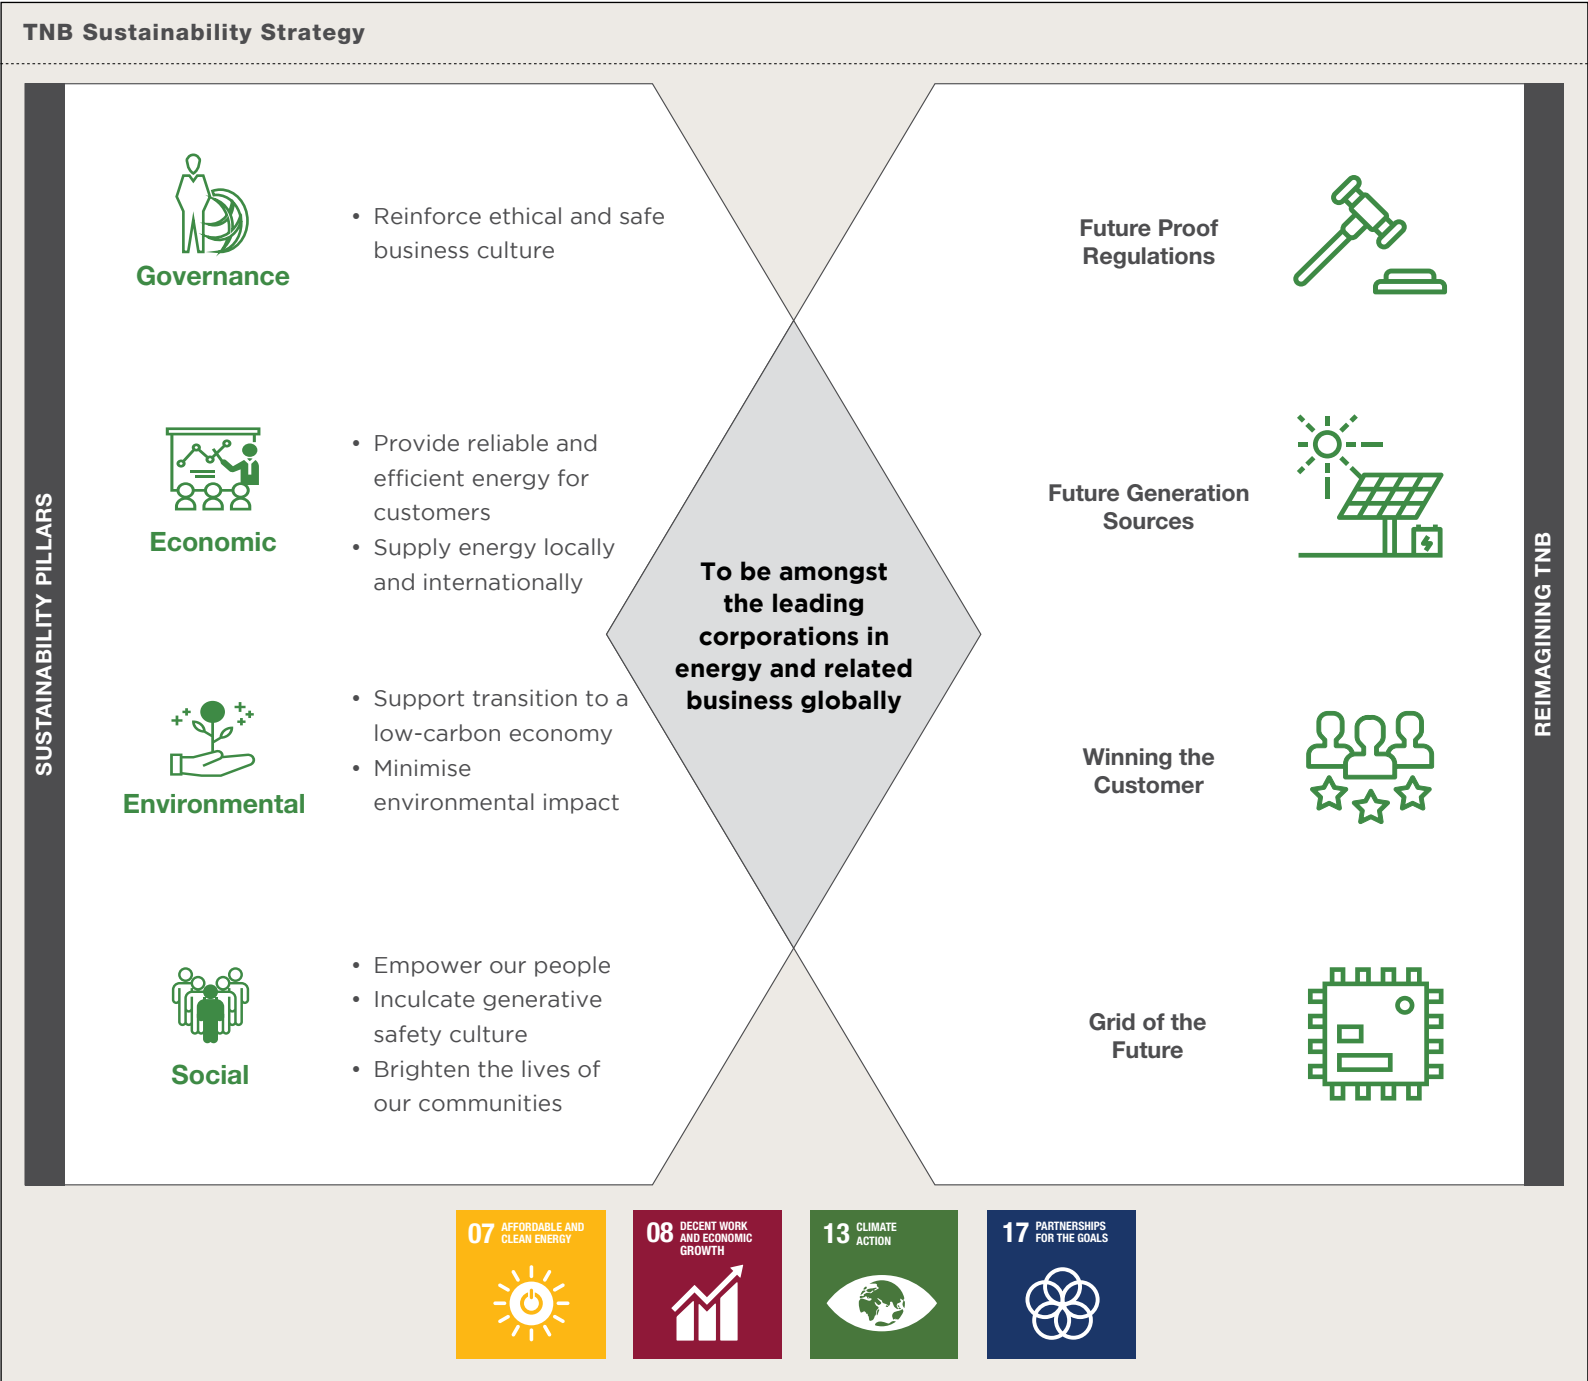 TNB Sustainability Strategy
SUSTAINABILITY PILLARS
Governance
• Reinforce ethical and safe
business culture
Economic
• Provide reliable and
efficient energy for
customers
• Supply energy locally
and internationally
Environmental
• Support transition to a
low-carbon economy
• Minimise
environmental impact
Social
• Empower our people
• Inculcate generative
safety culture
• Brighten the lives of
our communities
To be amongst
the leading
corporations in
energy and related
business globally
Future Proof
Regulations
Future Generation
Sources
Winning the
Customer
Grid of the
Future
REIMAGINING TNB
07 AFFORDABLE AND
CLEAN ENERGY
08 DECENT WORK
AND ECONOMIC
GROWTH
13 CLIMATE
ACTION
17 PARTNERSHIPS
FOR THE GOALS